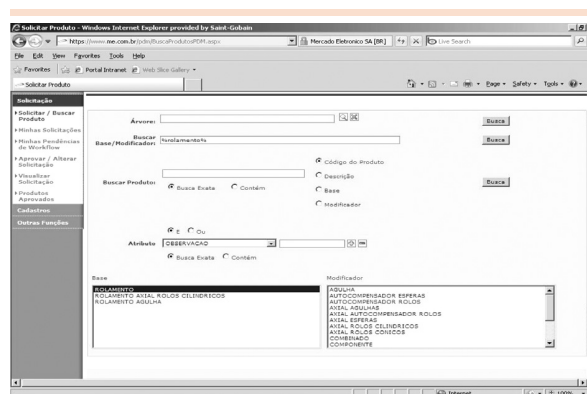 Solicitar Produto - Windows Internet Explorer provided by Saint-Gobain
https://www.me.com.br/pdm/BuscaProdutosPDM.aspx
Mercado Eletronico SA [BR]
Live Search
File Edit View Favorites Tools Help
Favorites Portal Intranet Web Slice Gallery
Solicitar Produto
Page Safety Tools
Solicitação
Solicitar / Buscar Produto
Minhas Solicitações
Minhas Pendências de Workflow
Aprovar / Alterar Solicitação
Visualizar Solicitação
Produtos Aprovados
Cadastros
Outras Funções
Árvore:
Busca
Buscar Base/Modificador:
%rolamento%
Busca
Buscar Produto:
Busca Exata Contém
Código do Produto
Descrição
Base
Modificador
Busca
E Ou
Atributo OBSERVACAO
Busca Exata Contém
Base
ROLAMENTO
ROLAMENTO AXIAL ROLOS CILINDRICOS
ROLAMENTO AGULHA
Modificador
AGULHA
AUTOCOMPENSADOR ESFERAS
AUTOCOMPENSADOR ROLOS
AXIAL AGULHAS
AXIAL AUTOCOMPENSADOR ROLOS
AXIAL ESFERAS
AXIAL ROLOS CILINDRICOS
AXIAL ROLOS CONICOS
COMBINADO
COMPONENTE
Internet
100%